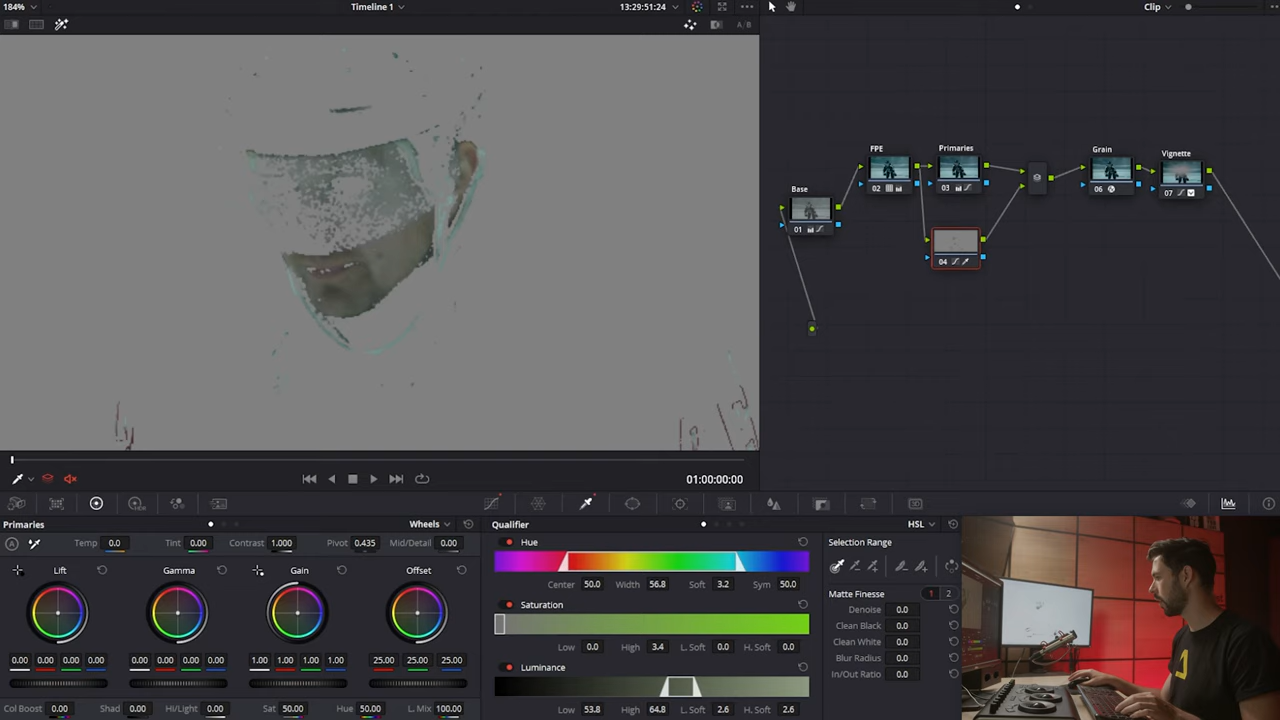 184%
Timeline 1
13:29:51:24
Clip
A/B
Base
01
FPE
02
Primaries
03
04
Grain
06
Vignette
07
01:00:00:00
Primaries
Wheels
Temp 0.0 Tint 0.00 Contrast 1.000 Pivot 0.435 Mid/Detail 0.00
Lift Gamma Gain Offset
0.00 0.00 0.00 0.00 0.00 0.00 0.00 0.00 1.00 1.00 1.00 1.00 25.00 25.00 25.00
Col Boost 0.00 Shad 0.00 Hi/Light 0.00 Sat 50.00 Hue 50.00 L. Mix 100.00
Qualifier
HSL
Hue
Center 50.0 Width 56.8 Soft 3.2 Sym 50.0
Saturation
Low 0.0 High 3.4 L. Soft 0.0 H. Soft 0.0
Luminance
Low 53.8 High 64.8 L. Soft 2.6 H. Soft 2.6
Selection Range
Matte Finesse 1 2
Denoise 0.0
Clean Black 0.0
Clean White 0.0
Blur Radius 0.0
In/Out Ratio 0.0